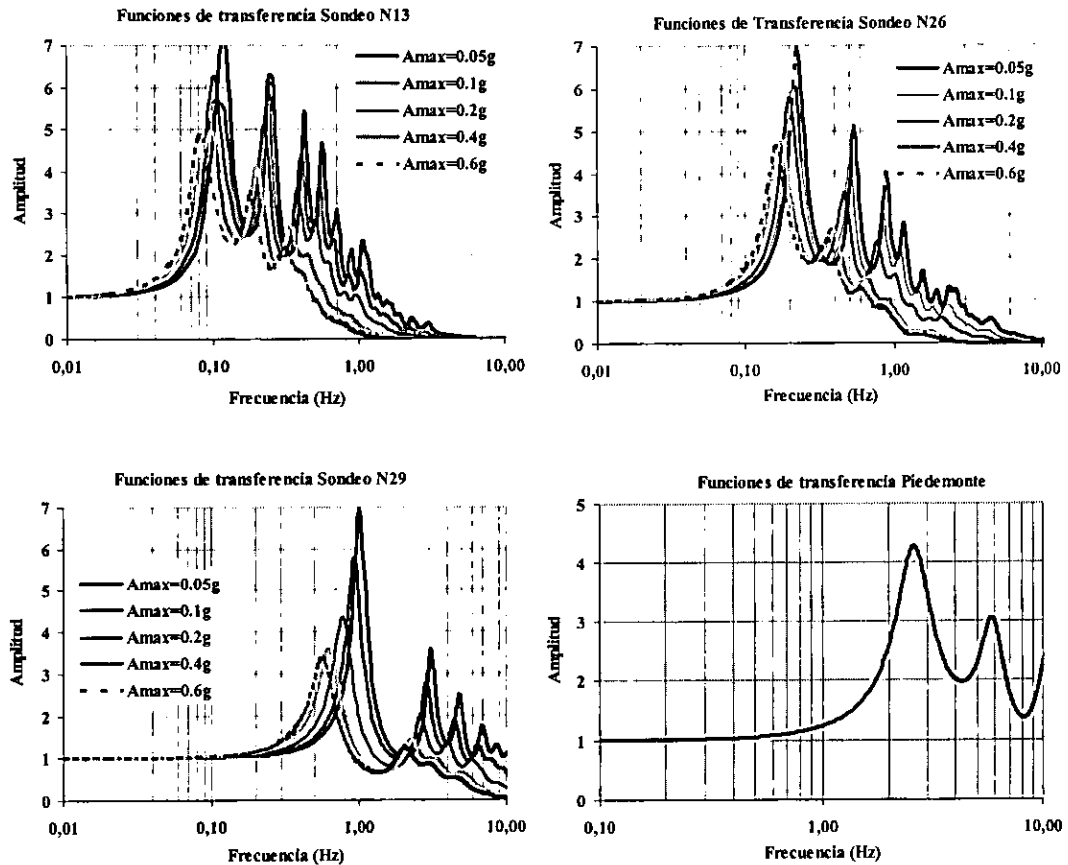 Funciones de transferencia Sondeo N13
7
6
5
4
3
2
1
0
Amplitud
Amax=0.05g
Amax=0.1g
Amax=0.2g
Amax=0.4g
Amax=0.6g
0,01
0,10
1,00
10,00
Frecuencia (Hz)
Funciones de Transferencia Sondeo N26
7
6
5
4
3
2
1
0
Amplitud
Amax=0.05g
Amax=0.1g
Amax=0.2g
Amax=0.4g
Amax=0.6g
0,01
0,10
1,00
10,00
Frecuencia (Hz)
Funciones de transferencia Sondeo N29
7
6
5
4
3
2
1
0
Amplitud
Amax=0.05g
Amax=0.1g
Amax=0.2g
Amax=0.4g
Amax=0.6g
0,01
0,10
1,00
10,00
Frecuencia (Hz)
Funciones de transferencia Piedemonte
5
4
3
2
1
0
Amplitud
0,10
1,00
10,00
Frecuencia (Hz)